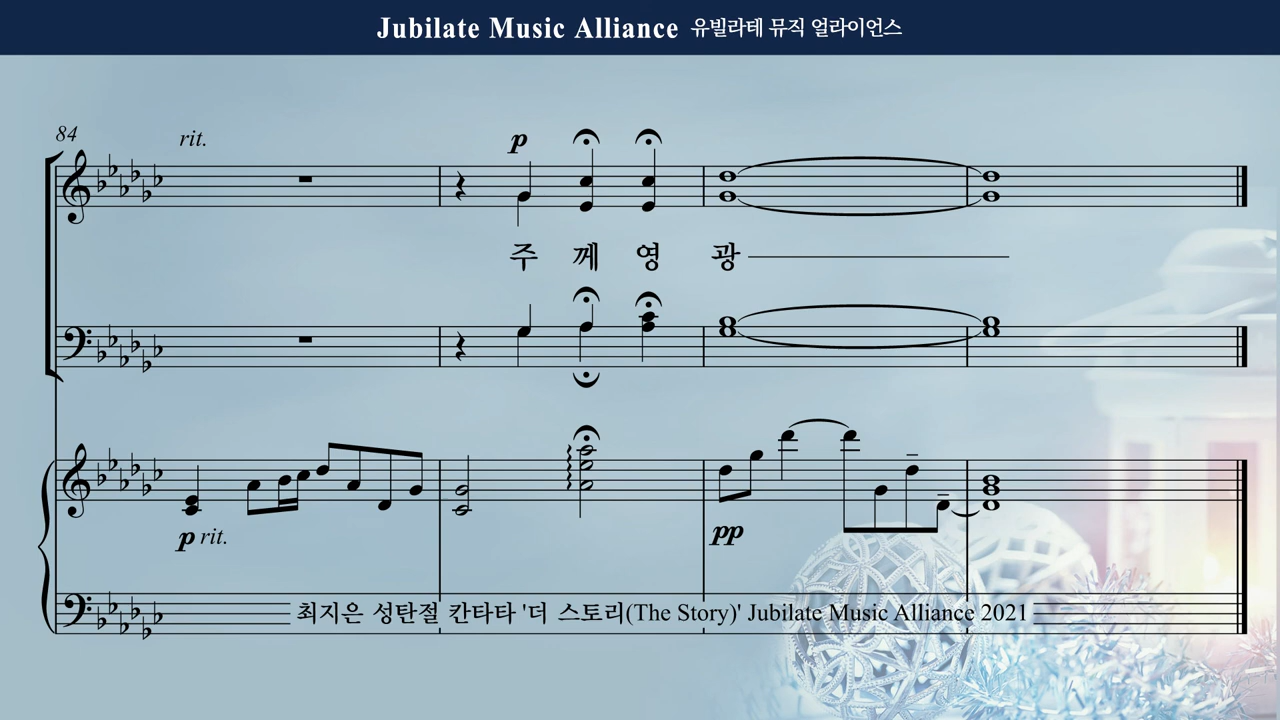 Jubilate Music Alliance 유빌라테 뮤직 얼라이언스
84
rit.
p
주 께 영 광
p rit.
pp
최지은 성탄절 칸타타 '더 스토리(The Story)' Jubilate Music Alliance 2021